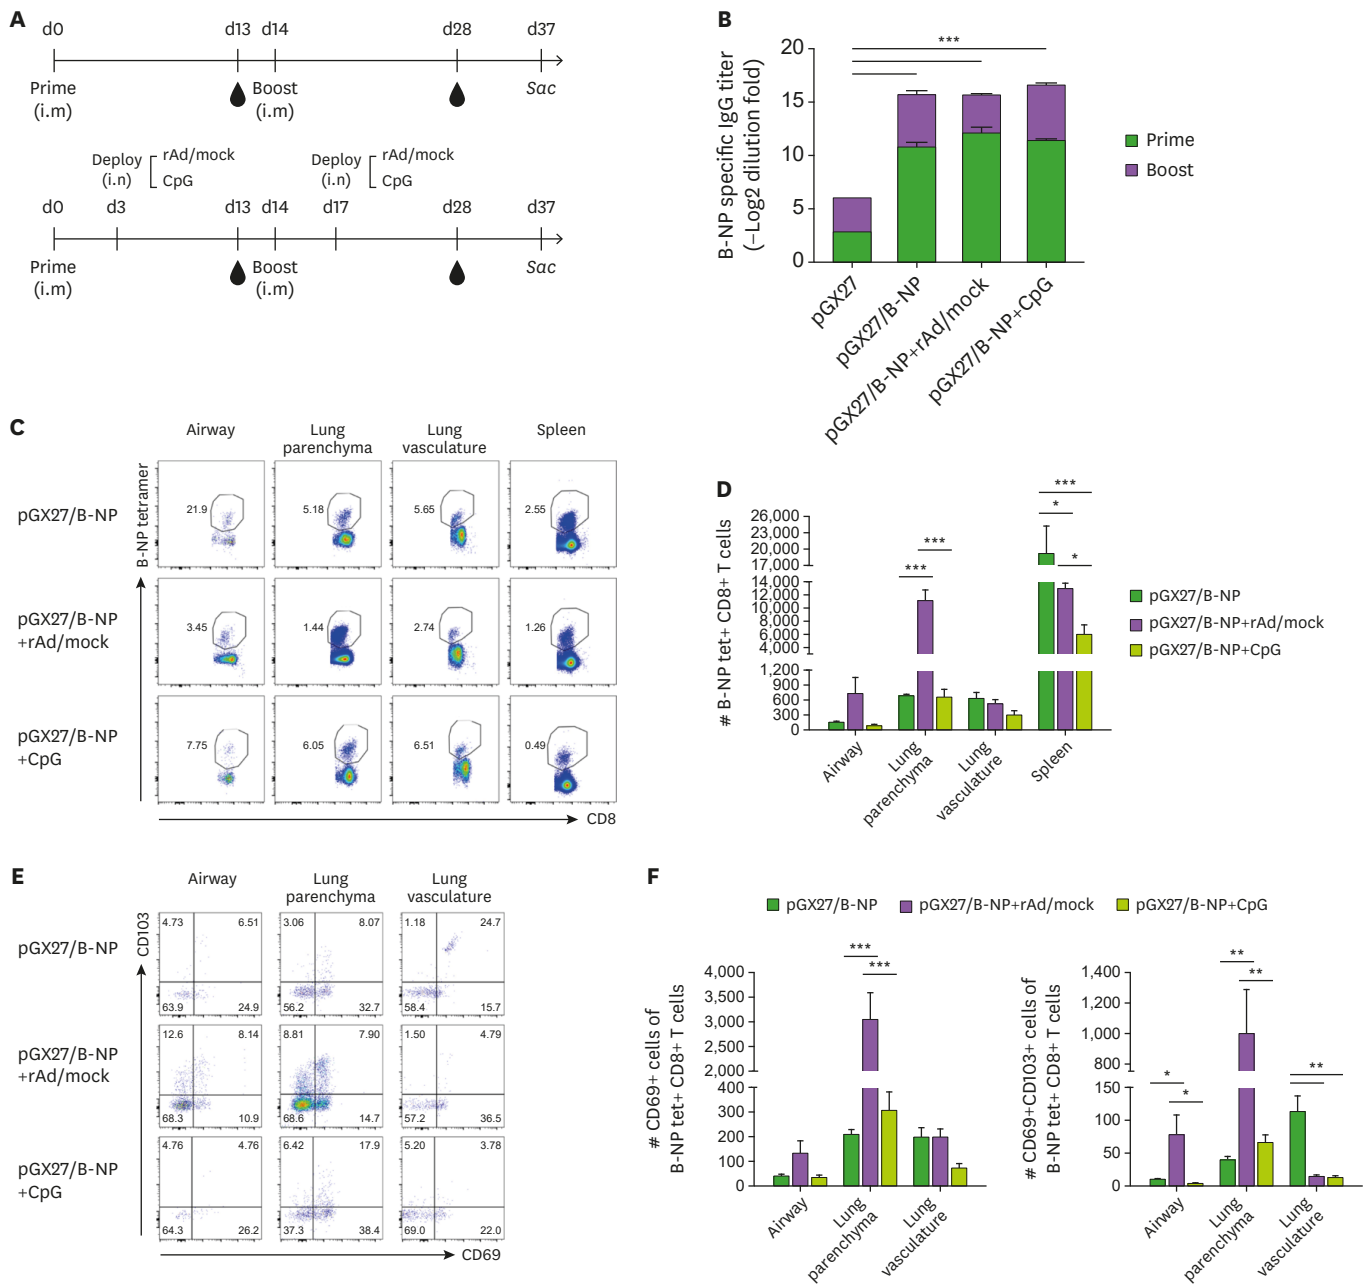 A
d0 d13 d14 d28 d37
Prime Boost Sac
(i.m) (i.m)
Deploy rAd/mock Deploy rAd/mock
(i.n) CpG (i.n) CpG
d0 d3 d13 d14 d17 d28 d37
Prime Boost Sac
(i.m) (i.m)
B
B-NP specific IgG titer
(−Log2 dilution fold)
20
15
10
5
0
***
pGX27
pGX27/B-NP
pGX27/B-NP+rAd/mock
pGX27/B-NP+CpG
Prime
Boost
C
Airway Lung Lung Spleen
parenchyma vasculature
B-NP tetramer
pGX27/B-NP
21.9 5.18 5.65 2.55
pGX27/B-NP
+rAd/mock
3.45 1.44 2.74 1.26
pGX27/B-NP
+CpG
7.75 6.05 6.51 0.49
CD8
D
# B-NP tet+ CD8+ T cells
26,000
23,000
20,000
17,000
14,000
12,000
10,000
8,000
6,000
4,000
1,200
900
600
300
0
***
***
***
*
*
Airway
Lung
parenchyma
Lung
vasculature
Spleen
pGX27/B-NP
pGX27/B-NP+rAd/mock
pGX27/B-NP+CpG
E
Airway Lung Lung
parenchyma vasculature
CD103
pGX27/B-NP
4.73 6.51 3.06 8.07 1.18 24.7
63.9 24.9 56.2 32.7 58.4 15.7
pGX27/B-NP
+rAd/mock
12.6 8.14 8.81 7.90 1.50 4.79
68.3 10.9 68.6 14.7 57.2 36.5
pGX27/B-NP
+CpG
4.76 4.76 6.42 17.9 5.20 3.78
64.3 26.2 37.3 38.4 69.0 22.0
CD69
F
pGX27/B-NP pGX27/B-NP+rAd/mock pGX27/B-NP+CpG
# CD69+ cells of
B-NP tet+ CD8+ T cells
4,000
3,500
3,000
2,500
2,000
400
300
200
100
0
***
***
Airway
Lung
parenchyma
Lung
vasculature
# CD69+CD103+ cells of
B-NP tet+ CD8+ T cells
1,400
1,200
1,000
800
150
100
50
0
*
*
**
**
**
Airway
Lung
parenchyma
Lung
vasculature